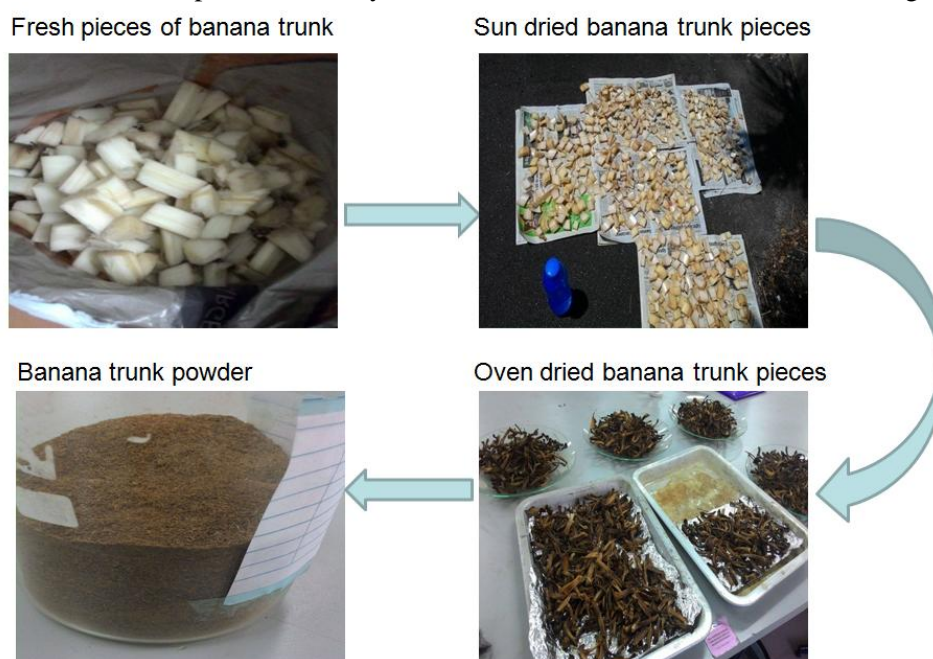 Fresh pieces of banana trunk
Sun dried banana trunk pieces
Banana trunk powder
Oven dried banana trunk pieces